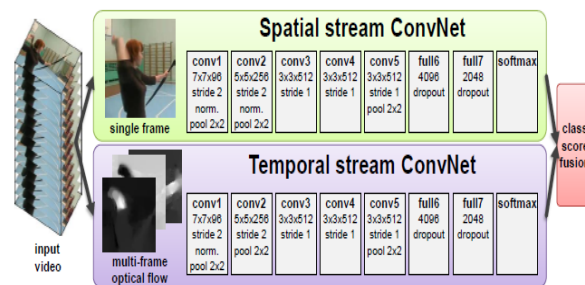 Spatial stream ConvNet
conv1
7x7x96
stride 2
norm.
pool 2x2
conv2
5x5x256
stride 2
norm.
pool 2x2
conv3
3x3x512
stride 1
conv4
3x3x512
stride 1
conv5
3x3x512
stride 1
pool 2x2
full6
4096
dropout
full7
2048
dropout
softmax
single frame
Temporal stream ConvNet
conv1
7x7x96
stride 2
norm.
pool 2x2
conv2
5x5x256
stride 2
pool 2x2
conv3
3x3x512
stride 1
conv4
3x3x512
stride 1
conv5
3x3x512
stride 1
pool 2x2
full6
4096
dropout
full7
2048
dropout
softmax
input
video
multi-frame
optical flow
class
score
fusion